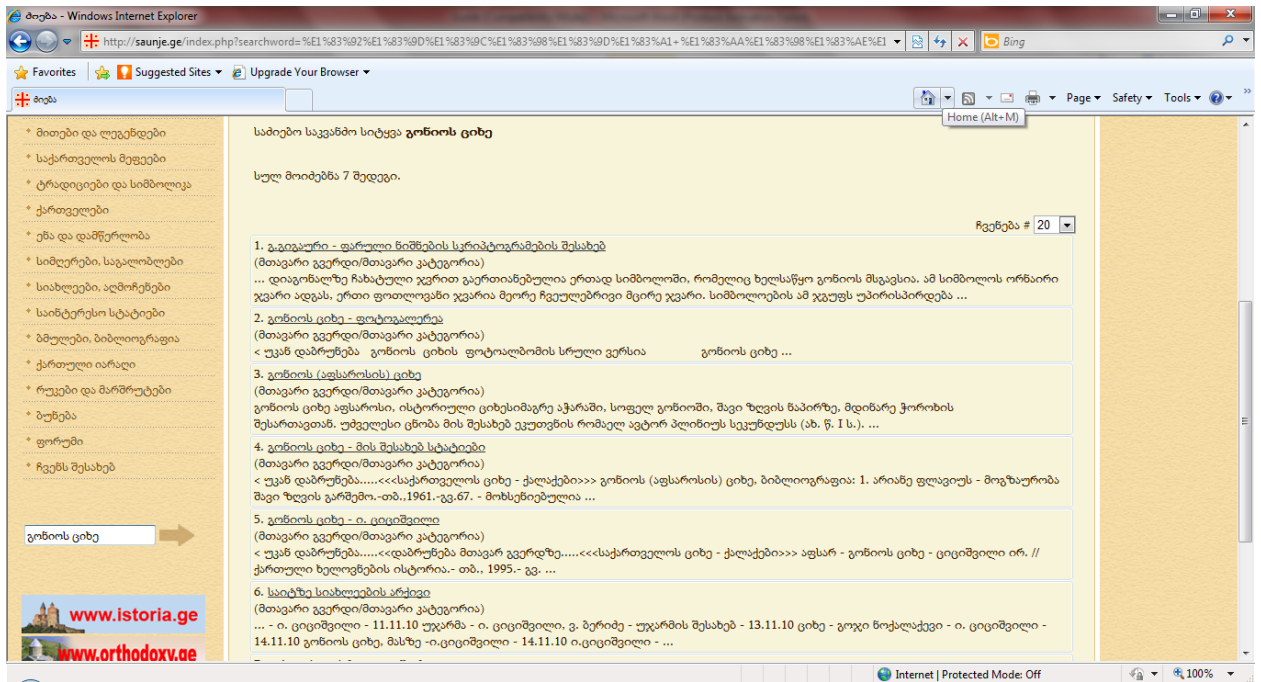 ძიება - Windows Internet Explorer
http://saunje.ge/index.php?searchword=%E1%83%92%E1%83%9D%E1%83%9C%E1%83%98%E1%83%9D%E1%83%A1+%E1%83%AA%E1%83%98%E1%83%AE%E1
Bing
Favorites Suggested Sites Upgrade Your Browser
ძიება
Page Safety Tools
Home (Alt+M)
* მითები და ლეგენდები
* საქართველოს მეფეები
* ტრადიციები და სიმბოლიკა
* ქართველები
* ენა და დამწერლობა
* სიმღერები, საგალობლები
* სიახლეები, აღმოჩენები
* საინტერესო სტატიები
* ბმულები, ბიბლიოგრაფია
* ქართული იარაღი
* რუკები და მარშრუტები
* ბუნება
* ფორუმი
* ჩვენს შესახებ
გონიოს ციხე
www.istoria.ge
www.orthodoxy.ge
საძიებო საკვანძო სიტყვა გონიოს ციხე
სულ მოიძებნა 7 შედეგი.
ჩვენება # 20
1. გ.გიგაური - ფარული ნიშნების სკრიპტოგრამების შესახებ
(მთავარი გვერდი/მთავარი კატეგორია)
... დიაგონალზე ჩახატული ჯვრით გაერთიანებულია ერთად სიმბოლოში, რომელიც ხელსაწყო გონიოს მსგავსია. ამ სიმბოლოს ორნაირი
ჯვარი ადგას, ერთი ფოთლოვანი ჯვარია მეორე ჩვეულებრივი მცირე ჯვარი. სიმბოლოების ამ ჯგუფს უპირისპირდება ...
2. გონიოს ციხე - ფოტოგალერეა
(მთავარი გვერდი/მთავარი კატეგორია)
< უკან დაბრუნება გონიოს ციხის ფოტოალბომის სრული ვერსია გონიოს ციხე ...
3. გონიოს (აფსაროსის) ციხე
(მთავარი გვერდი/მთავარი კატეგორია)
გონიოს ციხე აფსაროსი, ისტორიული ციხესიმაგრე აჭარაში, სოფელ გონიოში, შავი ზღვის ნაპირზე, მდინარე ჭოროხის
შესართავთან. უძველესი ცნობა მის შესახებ ეკუთვნის რომაელ ავტორ პლინიუს სეკუნდუსს (ახ. წ. I ს.). ...
4. გონიოს ციხე - მის შესახებ სტატიები
(მთავარი გვერდი/მთავარი კატეგორია)
< უკან დაბრუნება.....<<<საქართველოს ციხე - ქალაქები>>> გონიოს (აფსაროსის) ციხე, ბიბლიოგრაფია: 1. არიანე ფლავიუს - მოგზაურობა
შავი ზღვის გარშემო.-თბ.,1961.-გვ.67. - მოხსენიებულია ...
5. გონიოს ციხე - ი. ციციშვილი
(მთავარი გვერდი/მთავარი კატეგორია)
< უკან დაბრუნება.....<<დაბრუნება მთავარ გვერდზე.....<<<საქართველოს ციხე - ქალაქები>>> აფსარ - გონიოს ციხე - ციციშვილი ირ. //
ქართული ხელოვნების ისტორია.- თბ., 1995.- გვ. ...
6. საიტზე სიახლეების არქივი
(მთავარი გვერდი/მთავარი კატეგორია)
... - ი. ციციშვილი - 11.11.10 უჯარმა - ი. ციციშვილი, ვ. ბერიძე - უჯარმის შესახებ - 13.11.10 ციხე - გოჯი ნოქალაქევი - ი. ციციშვილი -
14.11.10 გონიოს ციხე, მასზე -ი.ციციშვილი - 14.11.10 ი.ციციშვილი - ...
Internet | Protected Mode: Off
100%